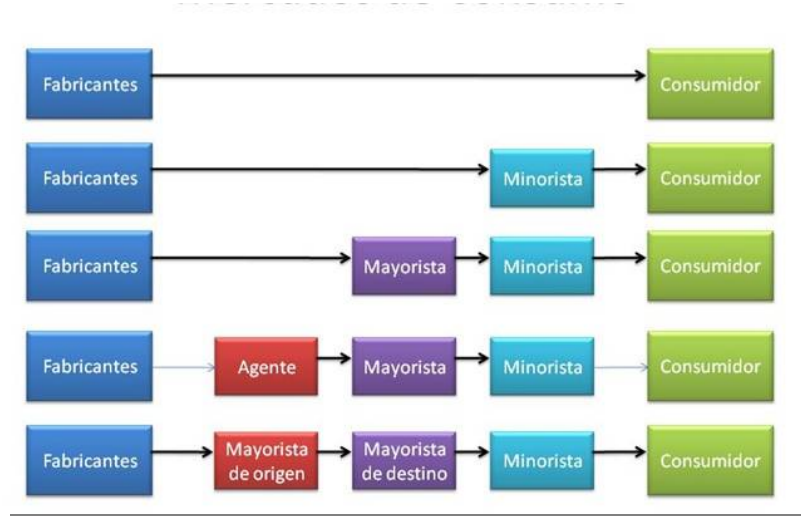 Fabricantes Consumidor
Fabricantes Minorista Consumidor
Fabricantes Mayorista Minorista Consumidor
Fabricantes Agente Mayorista Minorista Consumidor
Fabricantes Mayorista de origen Mayorista de destino Minorista Consumidor